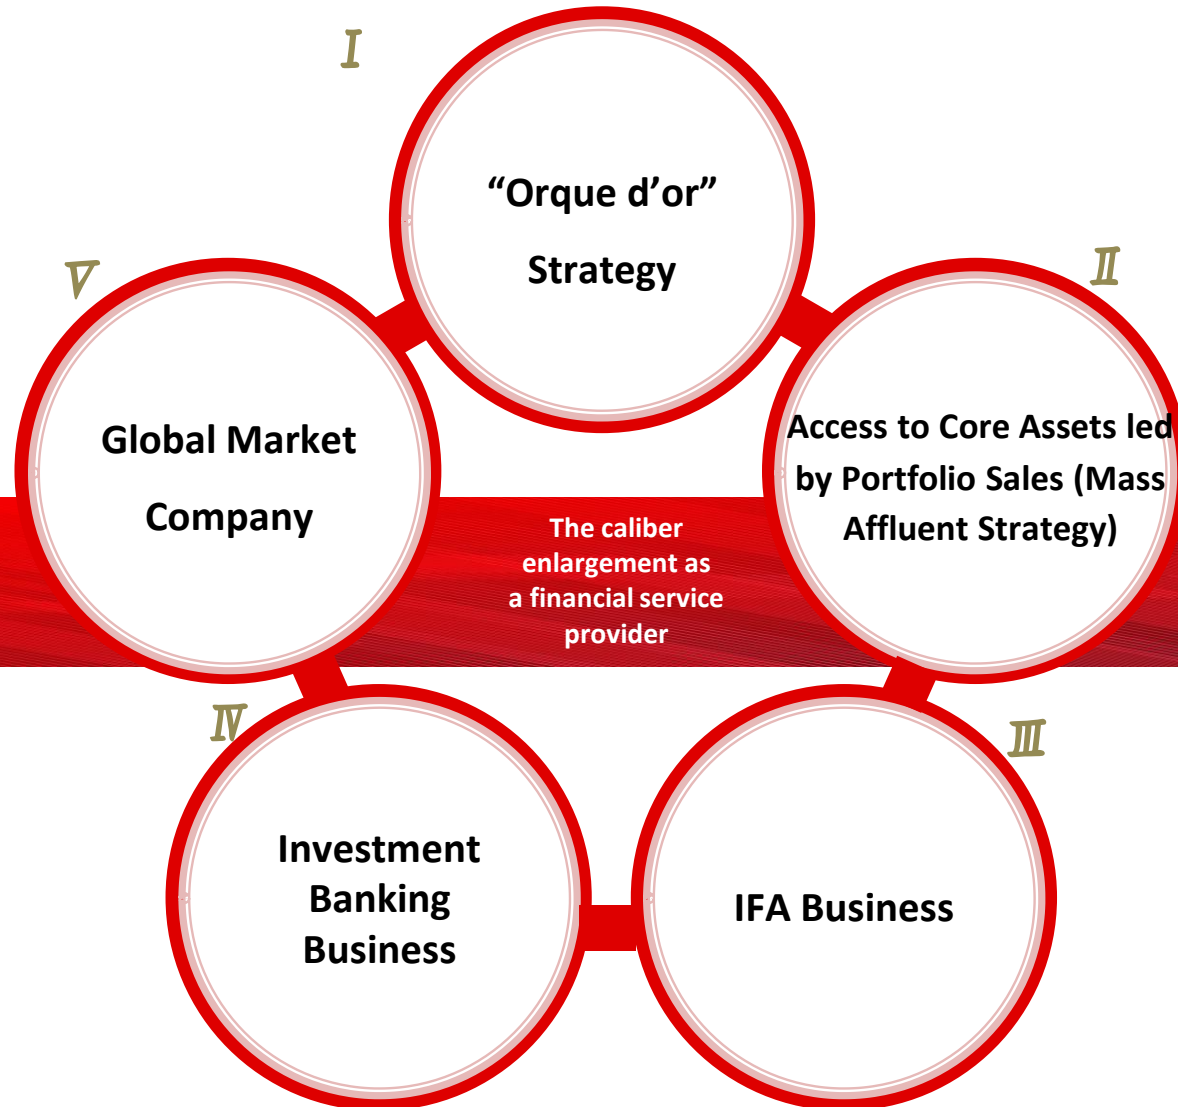 I
“Orque d’or”
Strategy
II
Access to Core Assets led
by Portfolio Sales (Mass
Affluent Strategy)
III
IFA Business
IV
Investment
Banking
Business
V
Global Market
Company
The caliber
enlargement as
a financial service
provider